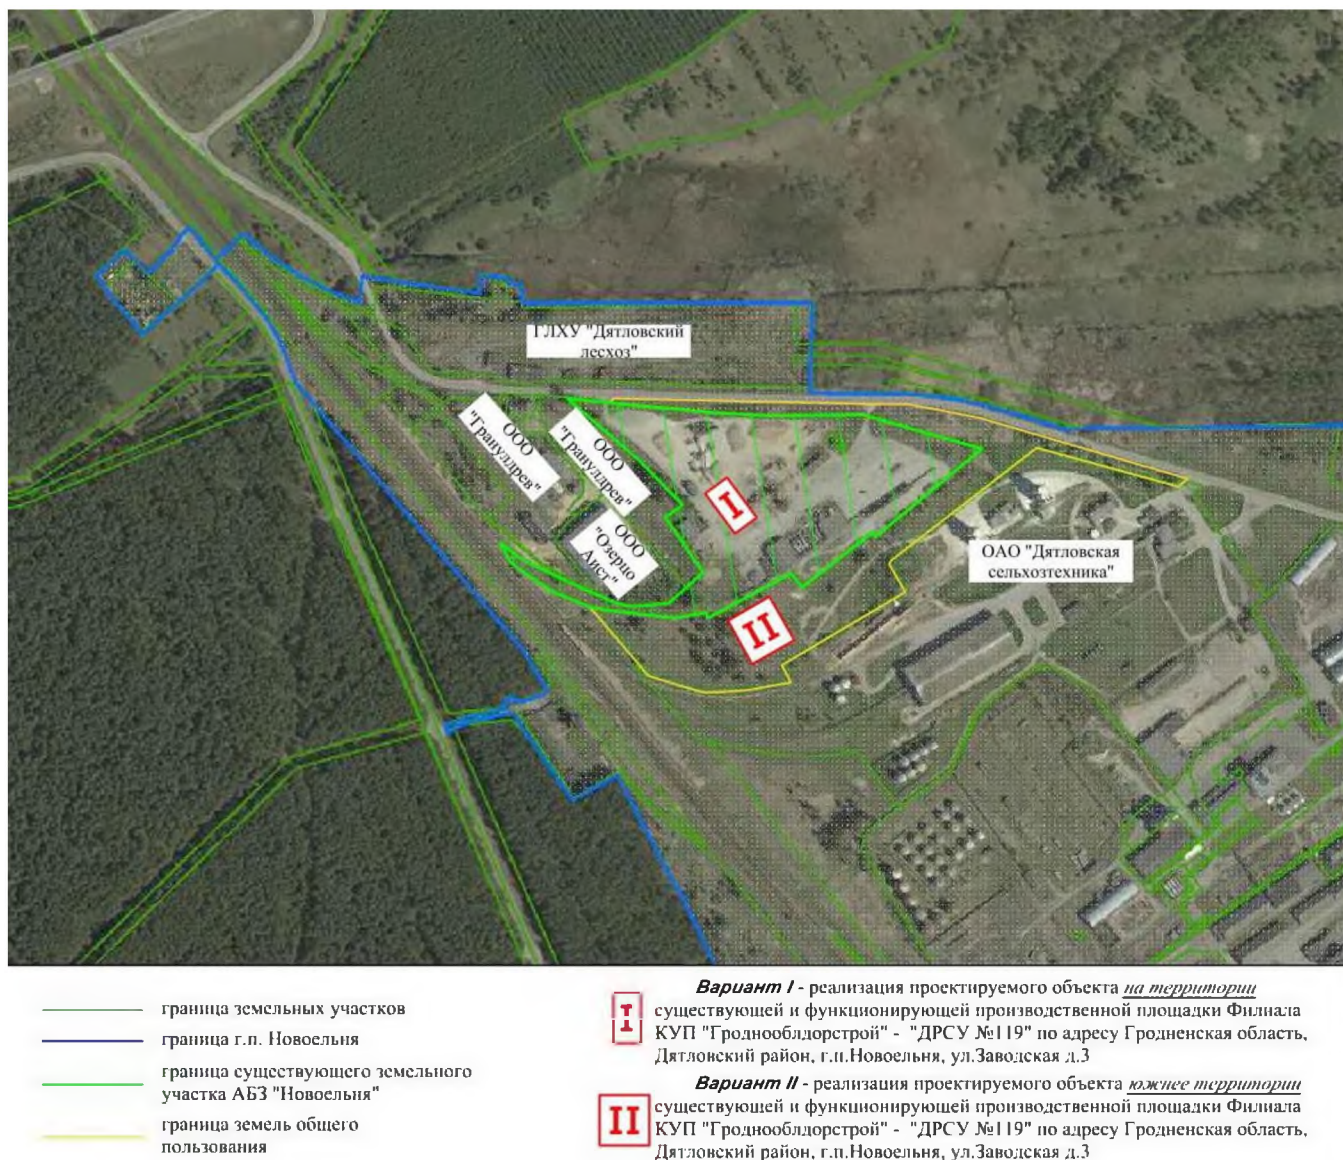 ГЛХУ "Дятловский
лесхоз"
ООО
"Гранулдрев"
ООО
"Гранулдрев"
ООО
"Озерцо
Аист"
I
ОАО "Дятловская
сельхозтехника"
II
граница земельных участков
граница г.п. Новоельня
граница существующего земельного
участка АБЗ "Новоельня"
граница земель общего
пользования
I
Вариант I - реализация проектируемого объекта на территории
существующей и функционирующей производственной площадки Филиала
КУП "Гроднооблдорстрой" - "ДРСУ №119" по адресу Гродненская область,
Дятловский район, г.п.Новоельня, ул.Заводская д.3
II
Вариант II - реализация проектируемого объекта южнее территории
существующей и функционирующей производственной площадки Филиала
КУП "Гроднооблдорстрой" - "ДРСУ №119" по адресу Гродненская область,
Дятловский район, г.п.Новоельня, ул.Заводская д.3